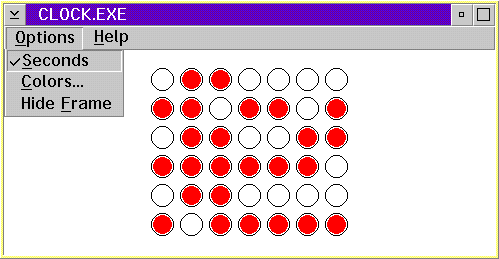 CLOCK.EXE
Options Help
✓Seconds
Colors...
Hide Frame